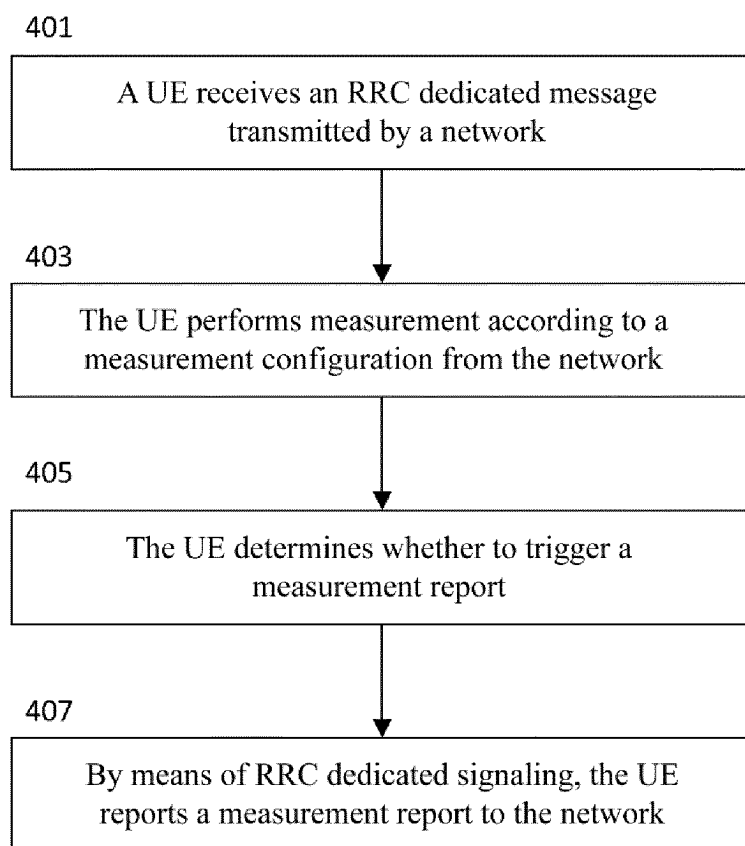 401
A UE receives an RRC dedicated message
transmitted by a network
403
The UE performs measurement according to a
measurement configuration from the network
405
The UE determines whether to trigger a
measurement report
407
By means of RRC dedicated signaling, the UE
reports a measurement report to the network